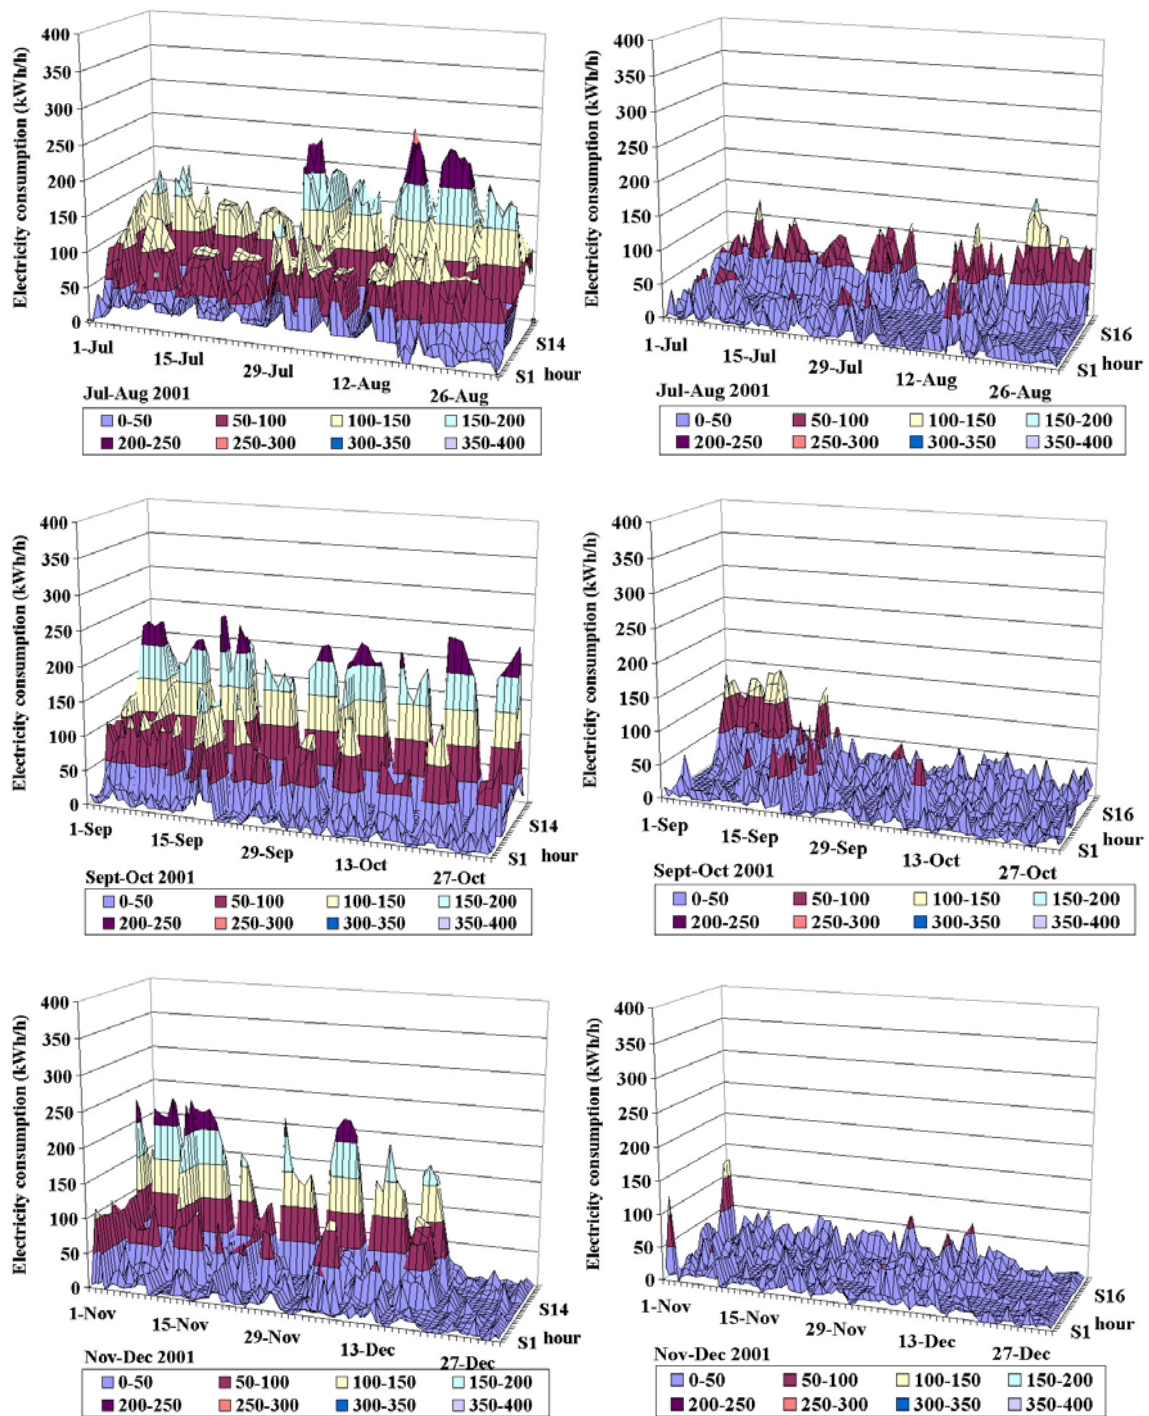 Electricity consumption (kWh/h)
400
350
300
250
200
150
100
50
0
1-Jul
15-Jul
29-Jul
12-Aug
26-Aug
S1
S14
hour
Jul-Aug 2001
0-50 50-100 100-150 150-200
200-250 250-300 300-350 350-400
Electricity consumption (kWh/h)
400
350
300
250
200
150
100
50
0
1-Jul
15-Jul
29-Jul
12-Aug
26-Aug
S1
S16
hour
Jul-Aug 2001
0-50 50-100 100-150 150-200
200-250 250-300 300-350 350-400
Electricity consumption (kWh/h)
400
350
300
250
200
150
100
50
0
1-Sep
15-Sep
29-Sep
13-Oct
27-Oct
S1
S14
hour
Sept-Oct 2001
0-50 50-100 100-150 150-200
200-250 250-300 300-350 350-400
Electricity consumption (kWh/h)
400
350
300
250
200
150
100
50
0
1-Sep
15-Sep
29-Sep
13-Oct
27-Oct
S1
S16
hour
Sept-Oct 2001
0-50 50-100 100-150 150-200
200-250 250-300 300-350 350-400
Electricity consumption (kWh/h)
400
350
300
250
200
150
100
50
0
1-Nov
15-Nov
29-Nov
13-Dec
27-Dec
S1
S14
hour
Nov-Dec 2001
0-50 50-100 100-150 150-200
200-250 250-300 300-350 350-400
Electricity consumption (kWh/h)
400
350
300
250
200
150
100
50
0
1-Nov
15-Nov
29-Nov
13-Dec
27-Dec
S1
S16
hour
Nov-Dec 2001
0-50 50-100 100-150 150-200
200-250 250-300 300-350 350-400